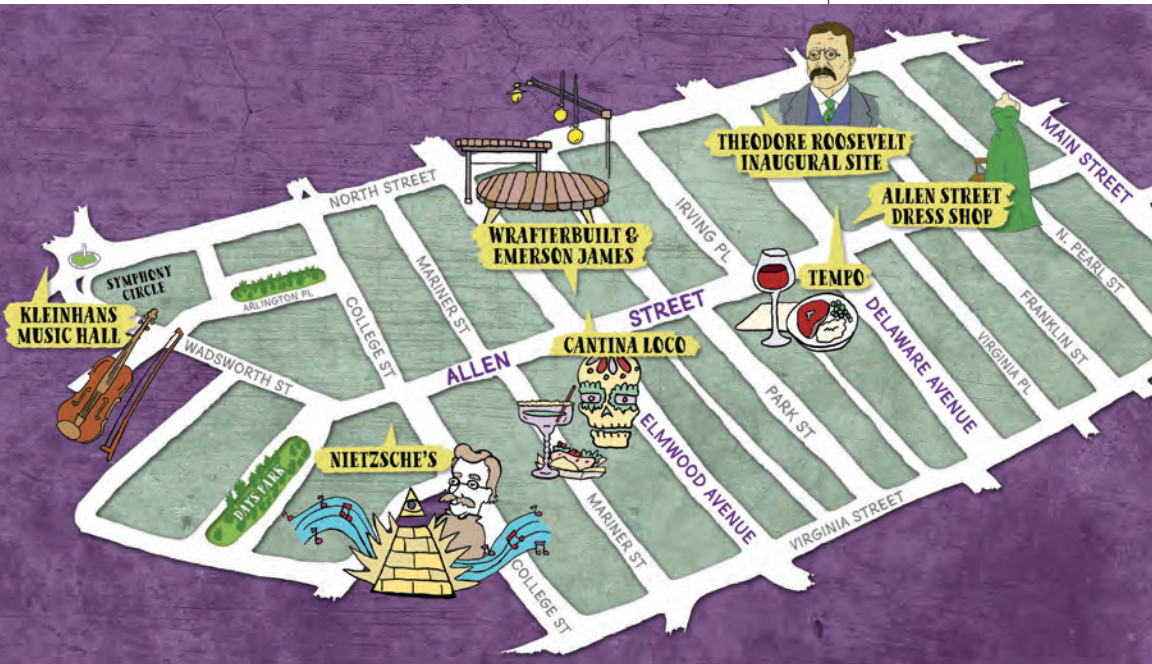 THEODORE ROOSEVELT
INAUGURAL SITE
MAIN STREET
ALLEN STREET
DRESS SHOP
NORTH STREET
IRVING PL
WRAFTERBUILT &
EMERSON JAMES
N. PEARL ST
SYMPHONY
CIRCLE
ARLINGTON PL
MARINER ST
TEMPO
KLEINHANS
MUSIC HALL
COLLEGE ST
STREET
DELAWARE AVENUE
FRANKLIN ST
WADSWORTH ST
ALLEN
CANTINA LOCO
VIRGINIA PL
PARK ST
NIETZSCHE'S
ELMWOOD AVENUE
DAYS PARK
MARINER ST
VIRGINIA STREET
COLLEGE ST